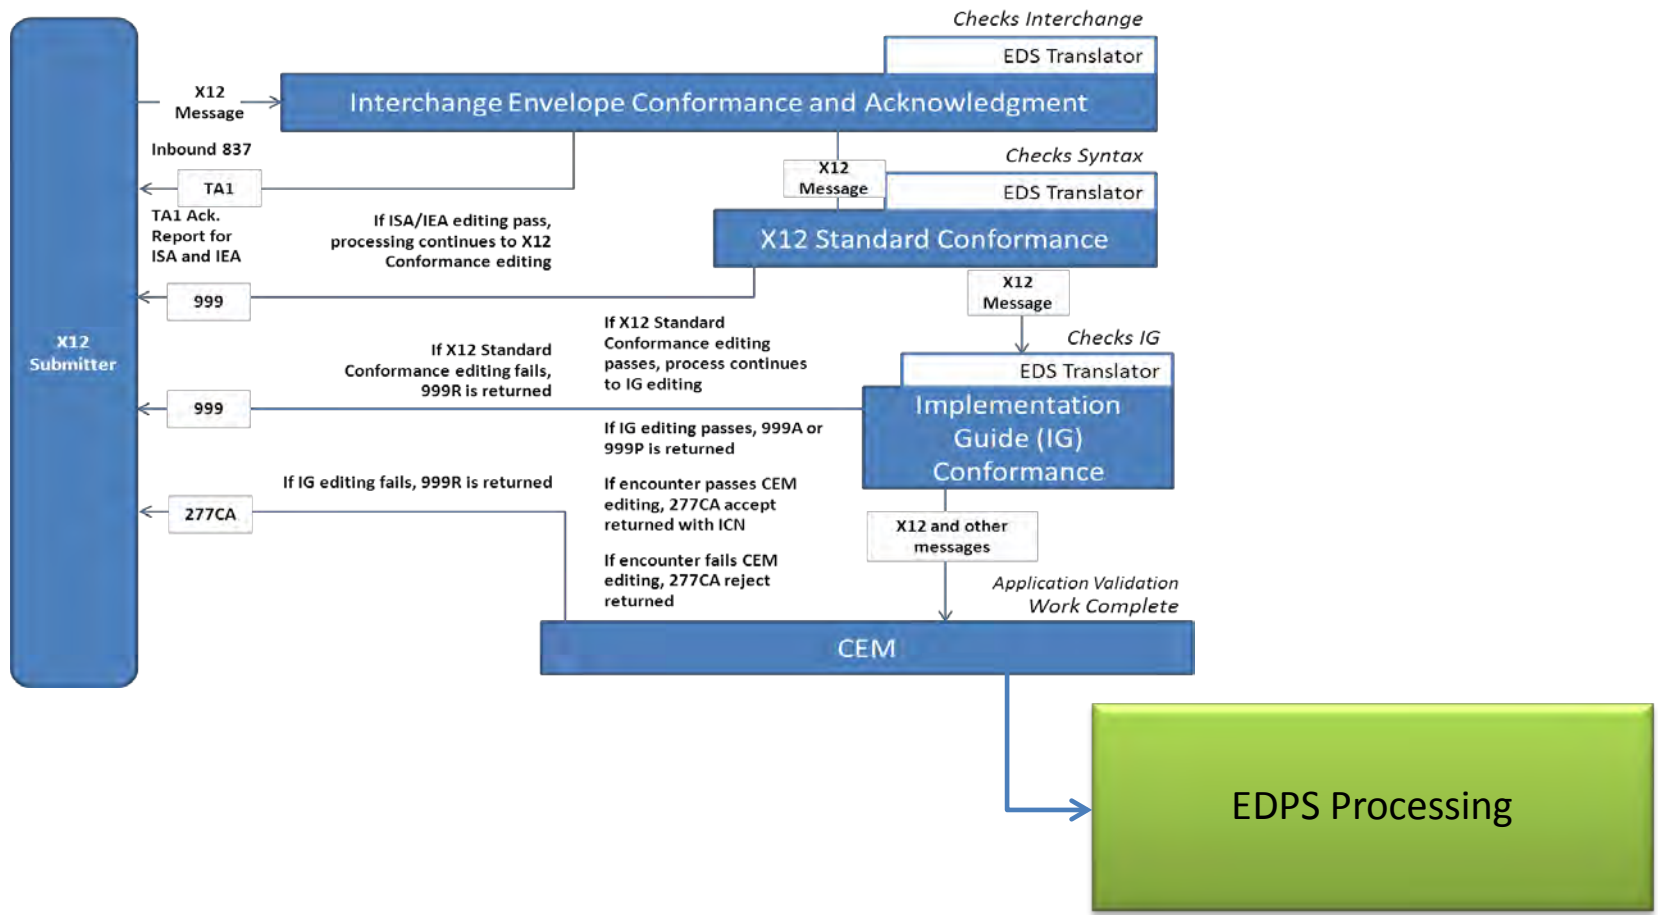 Checks Interchange
EDS Translator
X12
Message
Interchange Envelope Conformance and Acknowledgment
Inbound 837
TA1
TA1 Ack.
Report for
ISA and IEA
X12
Message
Checks Syntax
EDS Translator
X12 Standard Conformance
If ISA/IEA editing pass,
processing continues to X12
Conformance editing
999
X12
Message
X12
Submitter
If X12 Standard
Conformance editing fails,
999R is returned
If X12 Standard
Conformance editing
passes, process continues
to IG editing
Checks IG
EDS Translator
Implementation
Guide (IG)
Conformance
999
If IG editing passes, 999A or
999P is returned
If IG editing fails, 999R is returned
If encounter passes CEM
editing, 277CA accept
returned with ICN
277CA
X12 and other
messages
If encounter fails CEM
editing, 277CA reject
returned
Application Validation
Work Complete
CEM
EDPS Processing